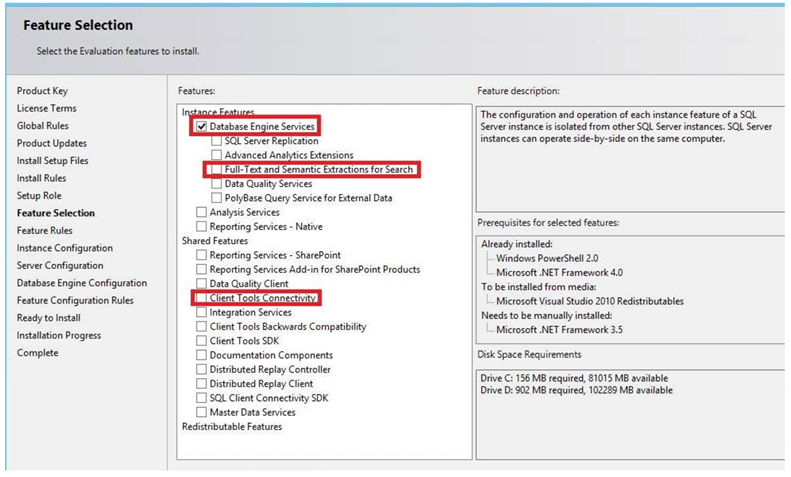 Feature Selection
Select the Evaluation features to install.
Product Key
License Terms
Global Rules
Product Updates
Install Setup Files
Install Rules
Setup Role
Feature Selection
Feature Rules
Instance Configuration
Server Configuration
Database Engine Configuration
Feature Configuration Rules
Ready to Install
Installation Progress
Complete
Features:
Instance Features
Database Engine Services
SQL Server Replication
Advanced Analytics Extensions
Full-Text and Semantic Extractions for Search
Data Quality Services
PolyBase Query Service for External Data
Analysis Services
Reporting Services - Native
Shared Features
Reporting Services - SharePoint
Reporting Services Add-in for SharePoint Products
Data Quality Client
Client Tools Connectivity
Integration Services
Client Tools Backwards Compatibility
Client Tools SDK
Documentation Components
Distributed Replay Controller
Distributed Replay Client
SQL Client Connectivity SDK
Master Data Services
Redistributable Features
Feature description:
The configuration and operation of each instance feature of a SQL
Server instance is isolated from other SQL Server instances. SQL Server
instances can operate side-by-side on the same computer.
Prerequisites for selected features:
Already installed:
Windows PowerShell 2.0
Microsoft .NET Framework 4.0
To be installed from media:
Microsoft Visual Studio 2010 Redistributables
Needs to be manually installed:
Microsoft .NET Framework 3.5
Disk Space Requirements
Drive C: 156 MB required, 81015 MB available
Drive D: 902 MB required, 102289 MB available